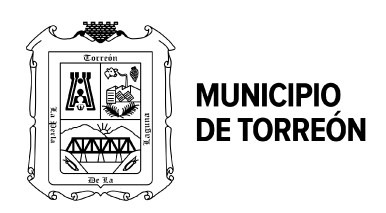 Torreón
La Perla
Laguna
De La
MUNICIPIO
DE TORREÓN